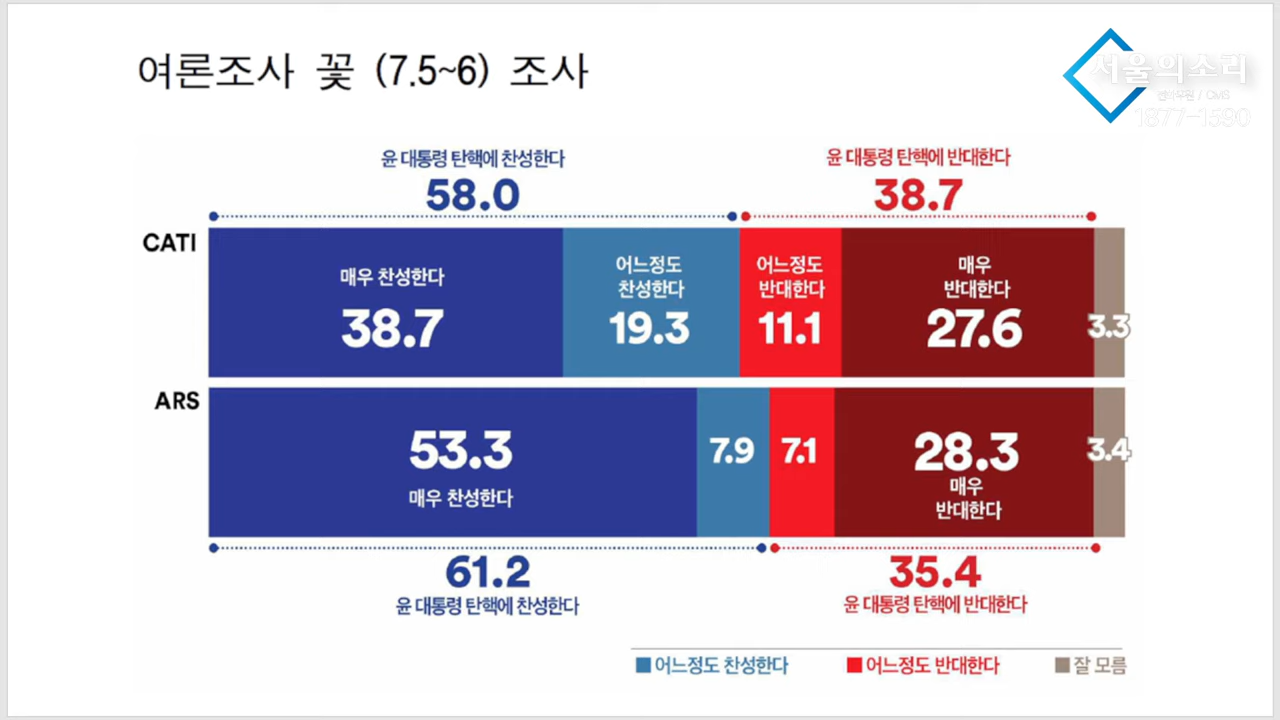 여론조사 꽃 (7.5~6) 조사
서울의소리
편의위원 / CMS
1877-1590
윤 대통령 탄핵에 찬성한다
58.0
윤 대통령 탄핵에 반대한다
38.7
CATI
매우 찬성한다
38.7
어느정도
찬성한다
19.3
어느정도
반대한다
11.1
매우
반대한다
27.6
3.3
ARS
53.3
매우 찬성한다
7.9
7.1
28.3
매우
반대한다
3.4
61.2
윤 대통령 탄핵에 찬성한다
35.4
윤 대통령 탄핵에 반대한다
어느정도 찬성한다
어느정도 반대한다
잘 모름